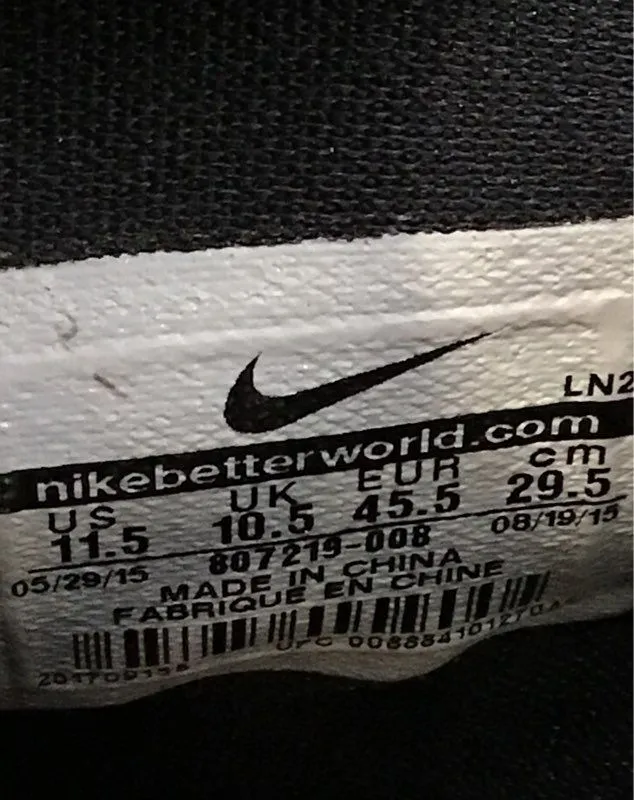 LN2
nikebetterworld.com
US UK EUR cm
11.5 10.5 45.5 29.5
05/29/15 807219-008 08/19/15
MADE IN CHINA
FABRIQUE EN CHINE
UPC